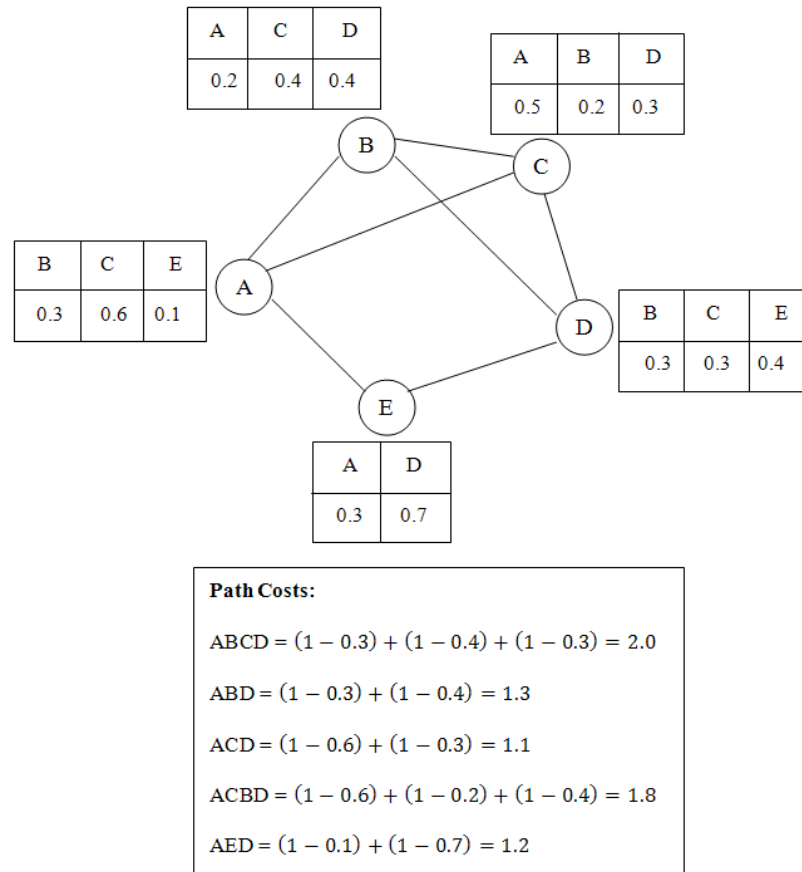 A C D
0.2 0.4 0.4
A B D
0.5 0.2 0.3
B
C
B C E
0.3 0.6 0.1
A
D
B C E
0.3 0.3 0.4
E
A D
0.3 0.7
Path Costs:
ABCD = (1 − 0.3) + (1 − 0.4) + (1 − 0.3) = 2.0
ABD = (1 − 0.3) + (1 − 0.4) = 1.3
ACD = (1 − 0.6) + (1 − 0.3) = 1.1
ACBD = (1 − 0.6) + (1 − 0.2) + (1 − 0.4) = 1.8
AED = (1 − 0.1) + (1 − 0.7) = 1.2